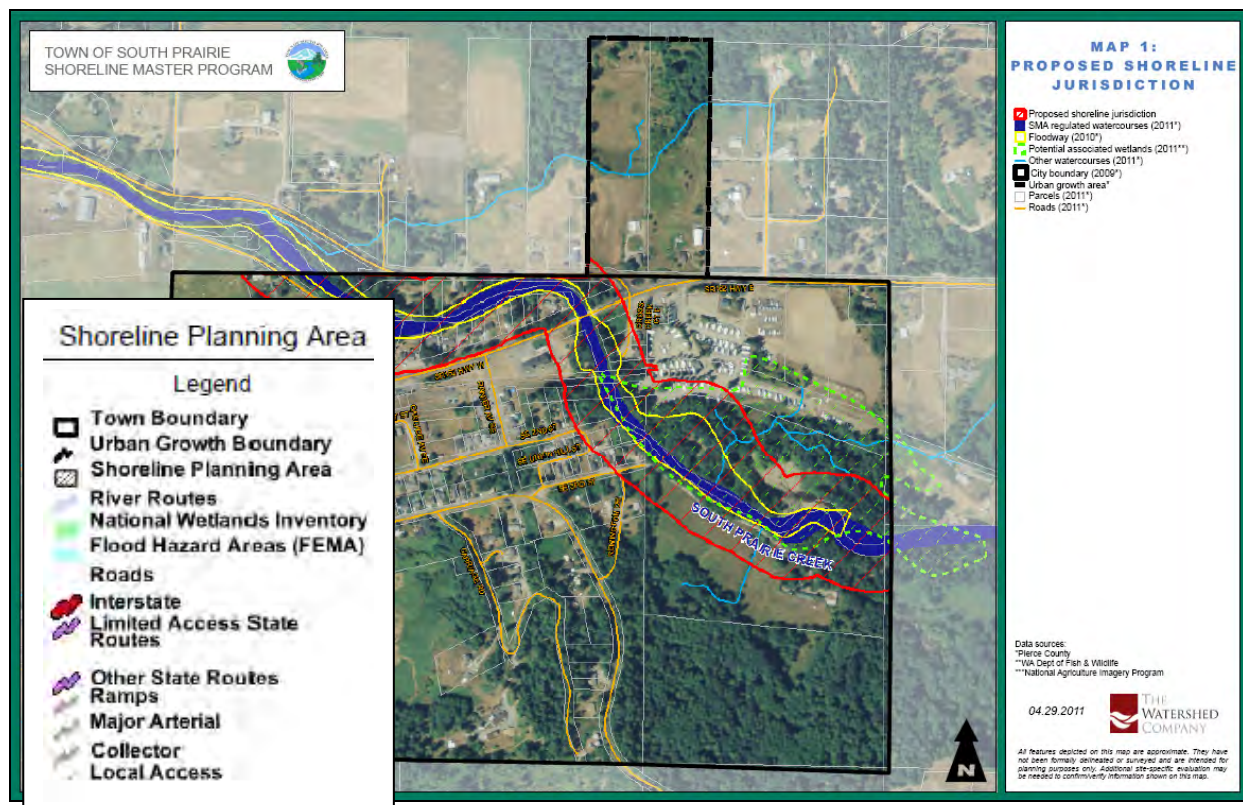 TOWN OF SOUTH PRAIRIE
SHORELINE MASTER PROGRAM
MAP 1:
PROPOSED SHORELINE
JURISDICTION
Proposed shoreline jurisdiction
SMA regulated watercourses (2011*)
Floodway (2010*)
Potential associated wetlands (2011**)
Other watercourses (2011*)
City boundary (2009*)
Urban growth area*
Parcels (2011*)
Roads (2011*)
Shoreline Planning Area
Legend
Town Boundary
Urban Growth Boundary
Shoreline Planning Area
River Routes
National Wetlands Inventory
Flood Hazard Areas (FEMA)
Roads
Interstate
Limited Access State
Routes
Other State Routes
Ramps
Major Arterial
Collector
Local Access
SOUTH PRAIRIE CREEK
Data sources:
*Pierce County
**WA Dept of Fish & Wildlife
***National Agriculture Imagery Program
04.29.2011
THE
WATERSHED
COMPANY
All features depicted on this map are approximate. They have
not been formally delineated or surveyed and are intended for
planning purposes only. Additional site-specific evaluation may
be needed to confirm/verify information shown on this map.
N